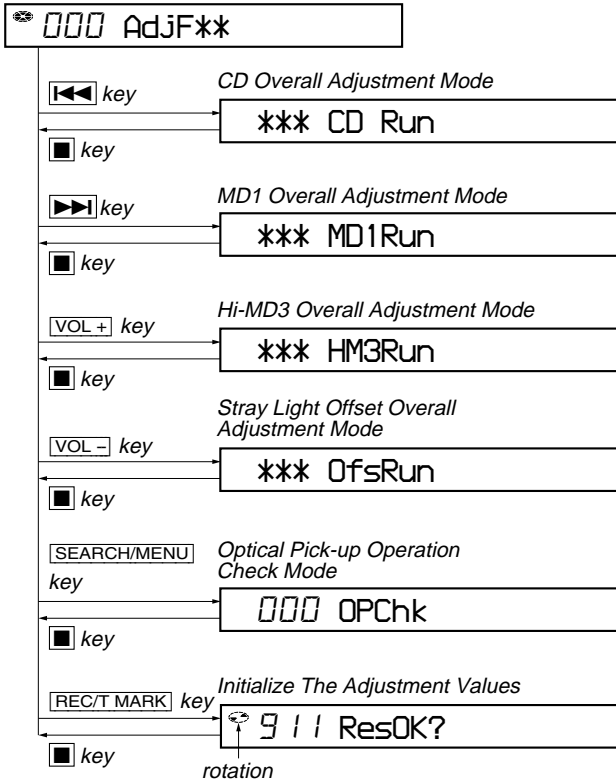 000 AdjF**
⏮ key
CD Overall Adjustment Mode
*** CD Run
■ key
⏭ key
MD1 Overall Adjustment Mode
*** MD1Run
■ key
VOL + key
Hi-MD3 Overall Adjustment Mode
*** HM3Run
■ key
VOL – key
Stray Light Offset Overall
Adjustment Mode
*** OfsRun
■ key
SEARCH/MENU
key
Optical Pick-up Operation
Check Mode
000 OPChk
■ key
REC/T MARK key
Initialize The Adjustment Values
911 ResOK?
■ key
rotation